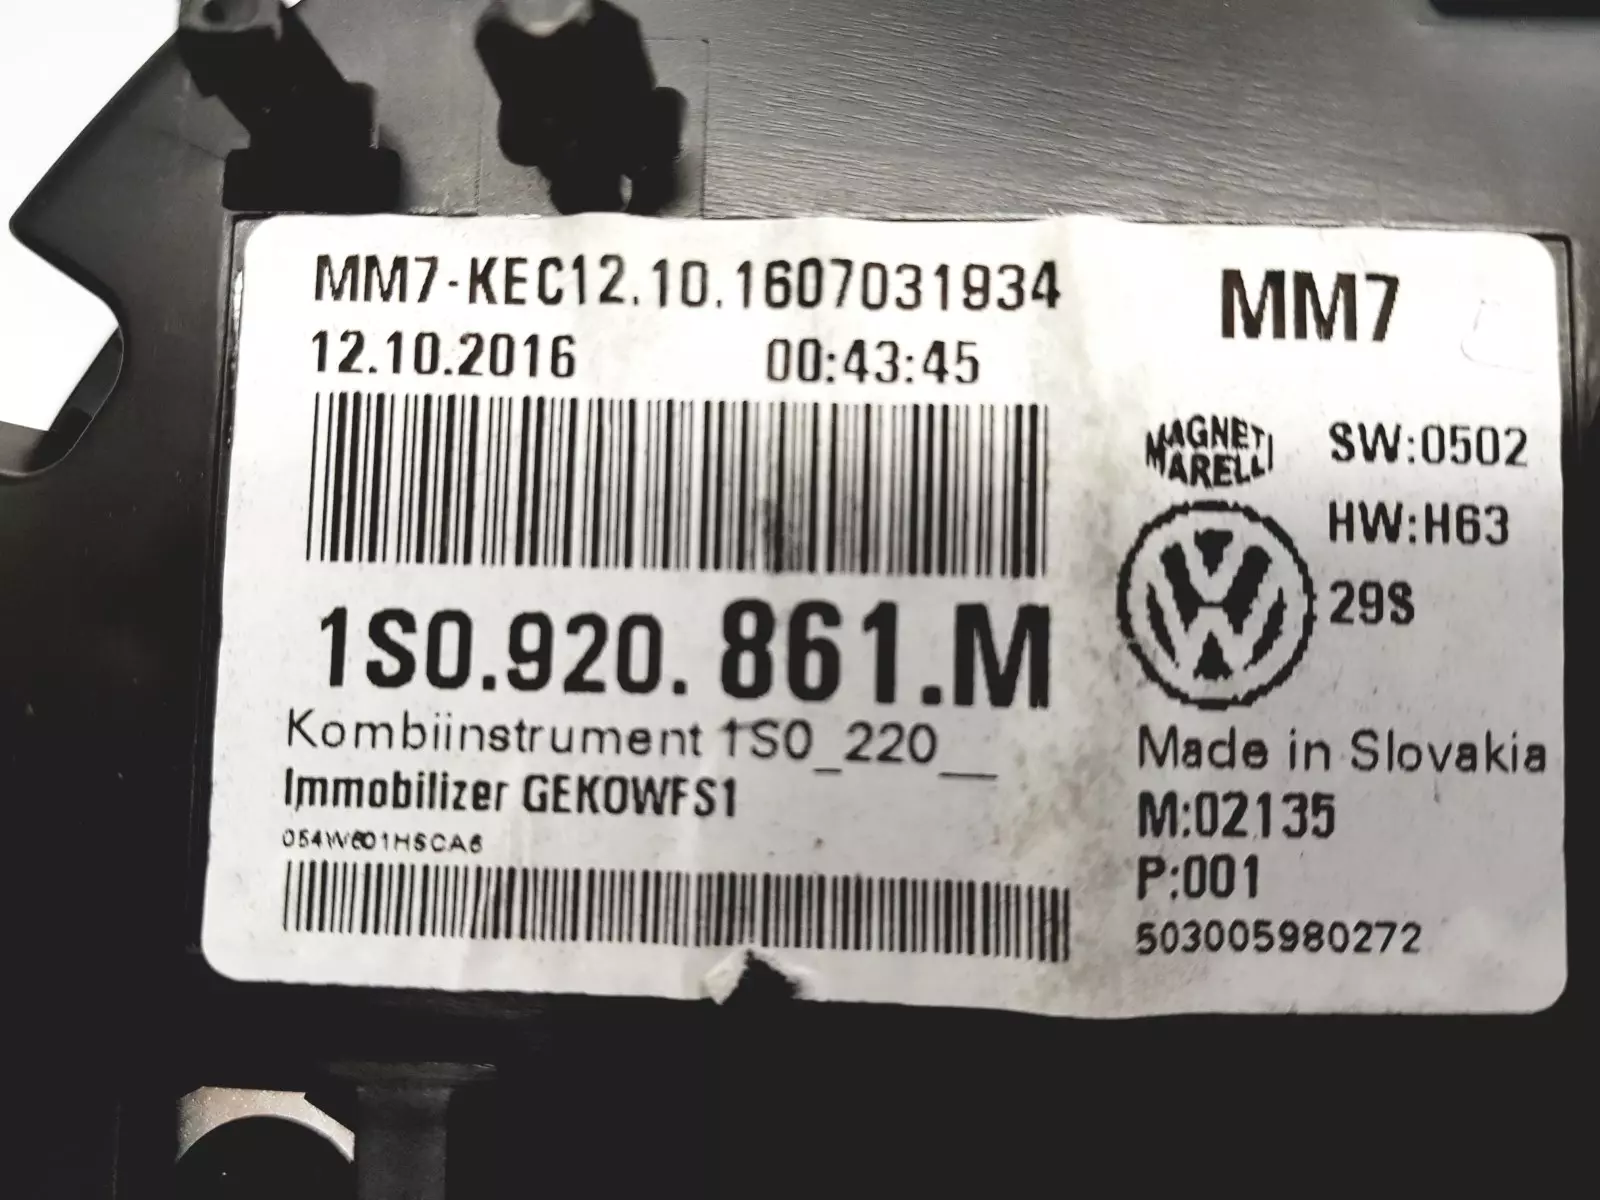 MM7-KEC12.10.1607031934
12.10.2016 00:43:45
MM7
MAGNETI
MARELLI
SW:0502
HW:H63
29S
1S0.920.861.M
Kombiinstrument 1S0_220__
Immobilizer GEKOWFS1
054W601HSCA6
Made in Slovakia
M:02135
P:001
503005980272